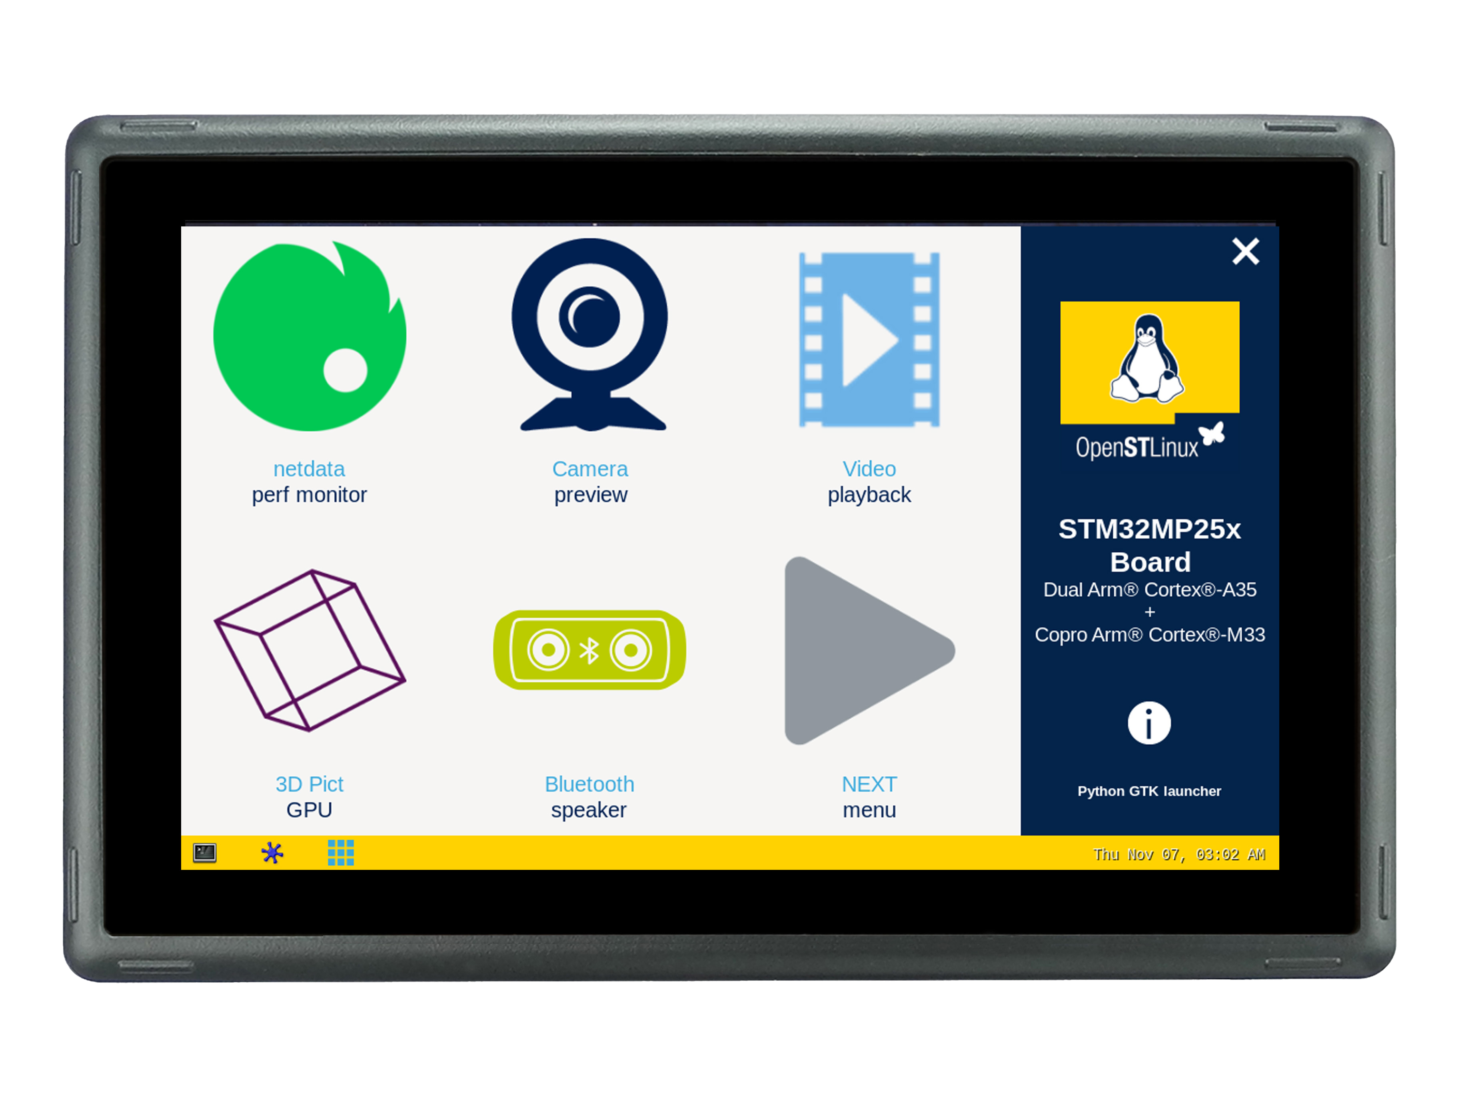 netdata
perf monitor
Camera
preview
Video
playback
3D Pict
GPU
Bluetooth
speaker
NEXT
menu
OpenSTLinux
STM32MP25x
Board
Dual Arm® Cortex®-A35
+
Copro Arm® Cortex®-M33
i
Python GTK launcher
Thu Nov 07, 03:02 AM